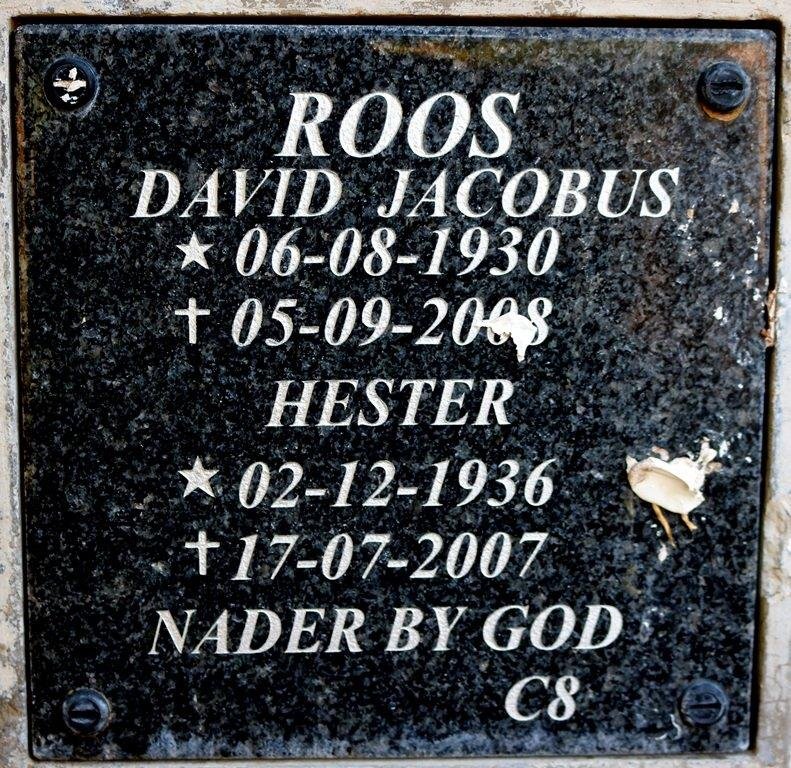 ROOS
DAVID JACOBUS
★ 06-08-1930
✝ 05-09-2008
HESTER
★ 02-12-1936
✝ 17-07-2007
NADER BY GOD
C8